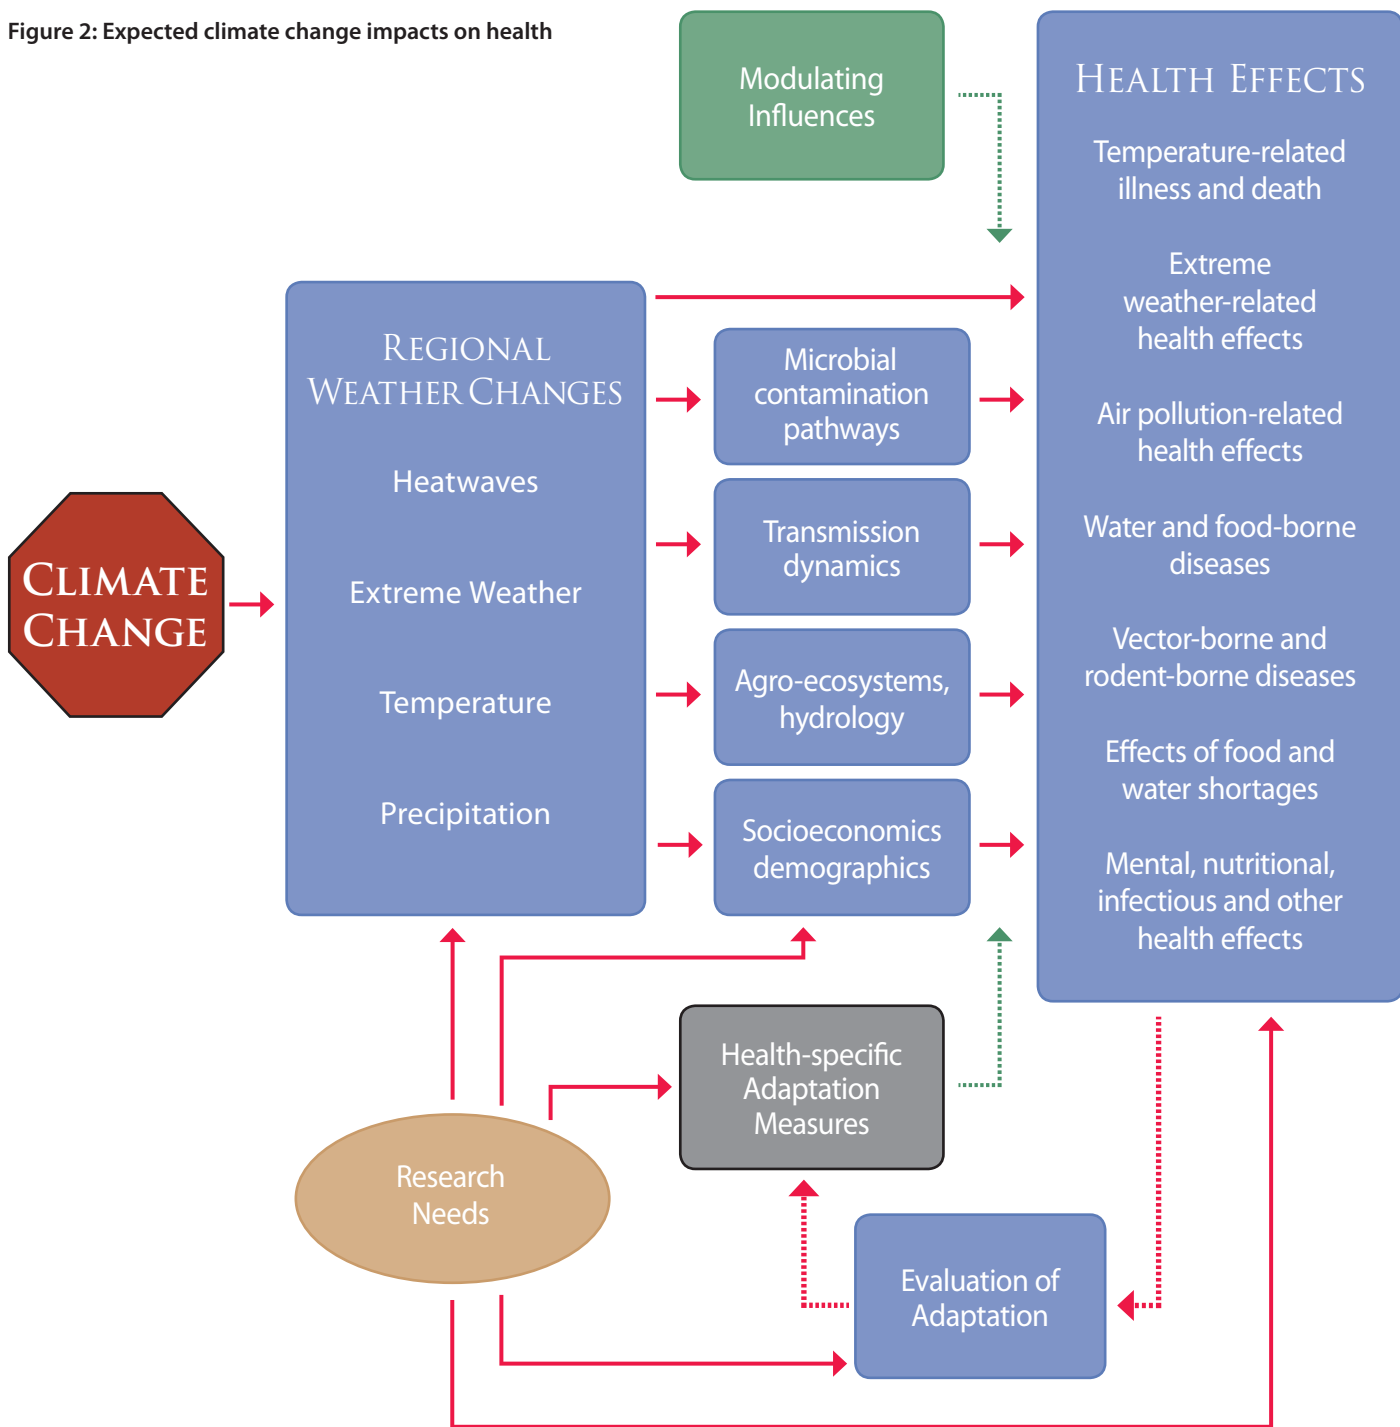 Figure 2: Expected climate change impacts on health
Modulating
Influences
HEALTH EFFECTS
Temperature-related
illness and death
Extreme
weather-related
health effects
Air pollution-related
health effects
Water and food-borne
diseases
Vector-borne and
rodent-borne diseases
Effects of food and
water shortages
Mental, nutritional,
infectious and other
health effects
REGIONAL
WEATHER CHANGES
Heatwaves
Extreme Weather
Temperature
Precipitation
Microbial
contamination
pathways
Transmission
dynamics
Agro-ecosystems,
hydrology
Socioeconomics
demographics
CLIMATE
CHANGE
Health-specific
Adaptation
Measures
Research
Needs
Evaluation of
Adaptation